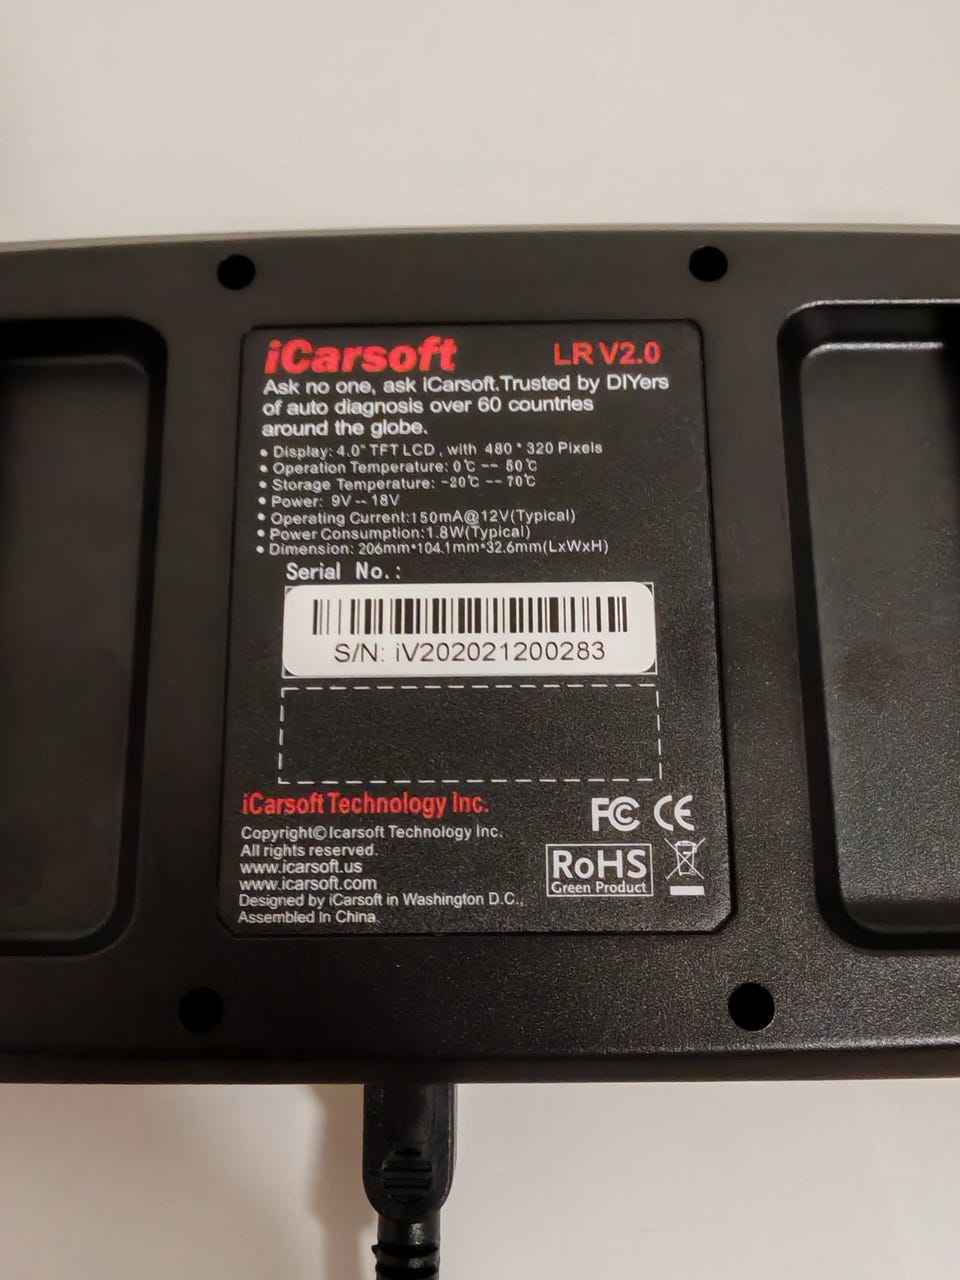 iCarsoft LR V2.0
Ask no one, ask iCarsoft.Trusted by DIYers
of auto diagnosis over 60 countries
around the globe.
• Display: 4.0" TFT LCD , with 480 * 320 Pixels
• Operation Temperature: 0℃ -- 50℃
• Storage Temperature: -20℃ -- 70℃
• Power: 9V -- 18V
• Operating Current:150mA@12V(Typical)
• Power Consumption:1.8W(Typical)
• Dimension: 206mm*104.1mm*32.6mm(LxWxH)
Serial No.:
S/N: iV202021200283
iCarsoft Technology Inc.
Copyright©Icarsoft Technology Inc.
All rights reserved.
www.icarsoft.us
www.icarsoft.com
Designed by iCarsoft in Washington D.C.,
Assembled In China.
FC CE
RoHS
Green Product